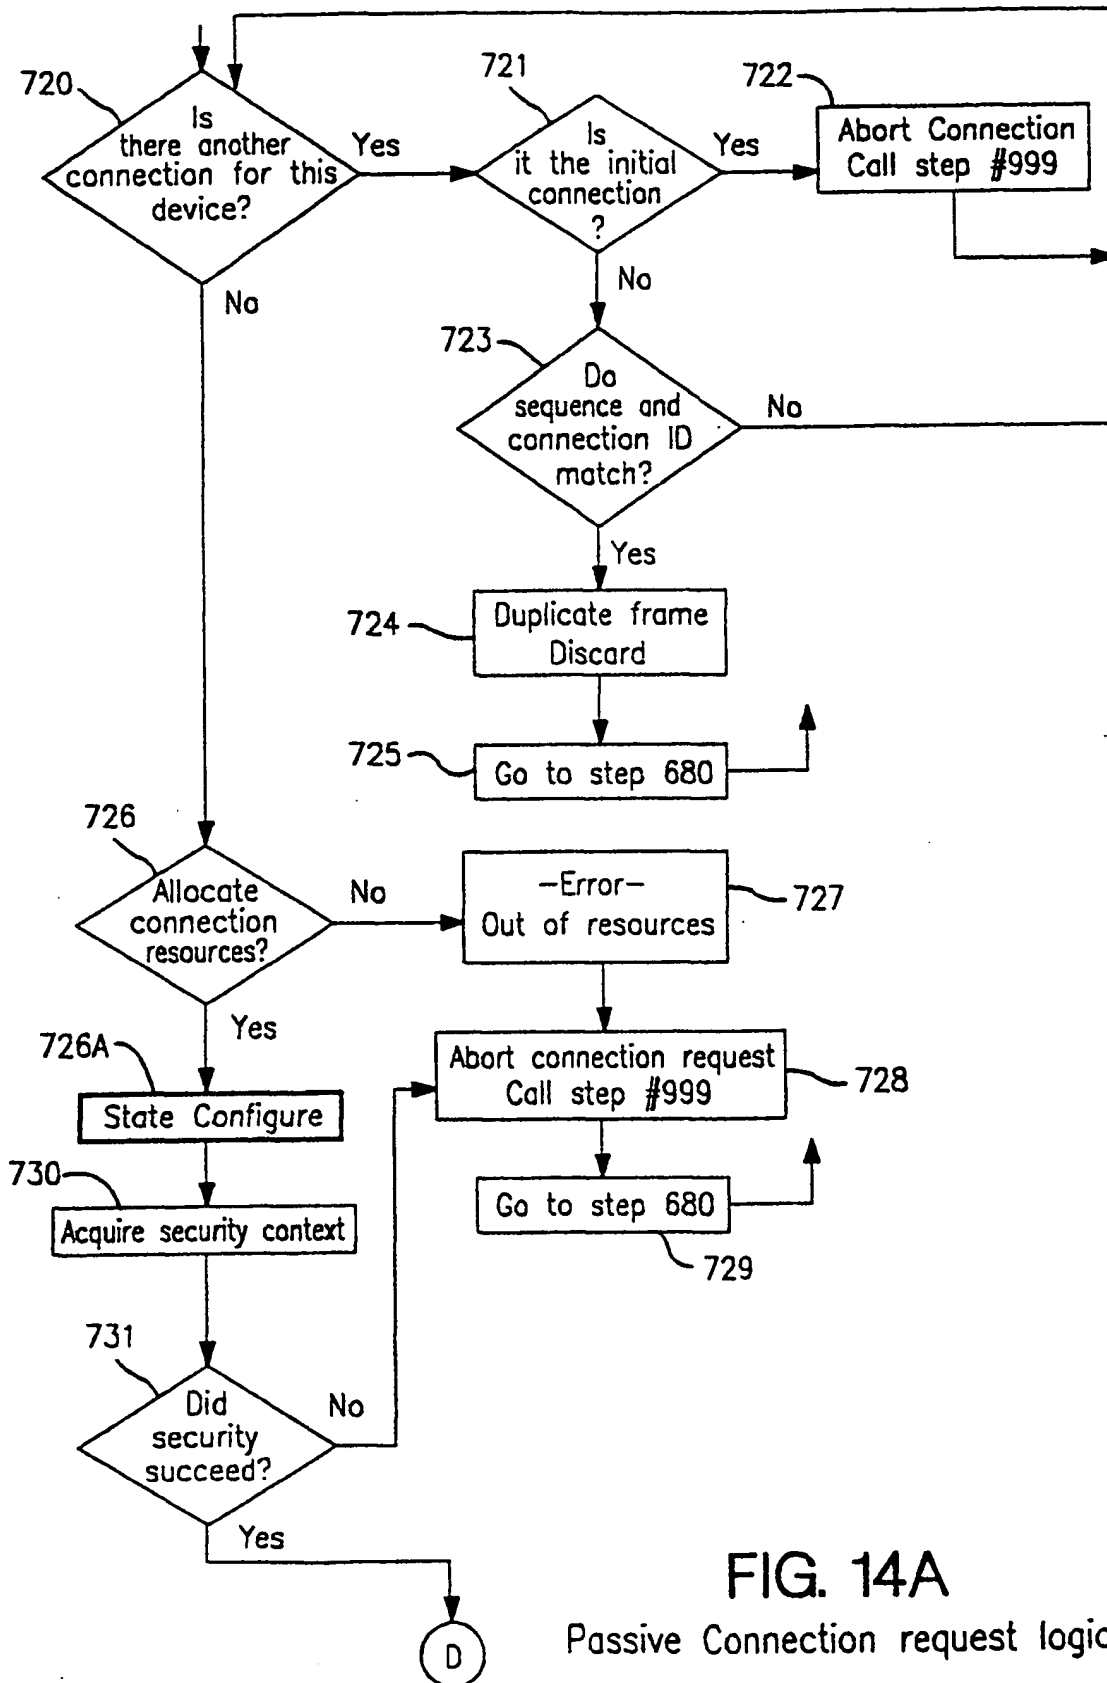 720
Is
there another
connection for this
device?
Yes
No
721
Is
it the initial
connection
?
Yes
No
722
Abort Connection
Call step #999
723
Do
sequence and
connection ID
match?
No
Yes
724
Duplicate frame
Discard
725
Go to step 680
726
Allocate
connection
resources?
No
Yes
-Error-
Out of resources
727
726A
State Configure
Abort connection request
Call step #999
728
730
Acquire security context
Go to step 680
729
731
Did
security
succeed?
No
Yes
D
FIG. 14A
Passive Connection request logic